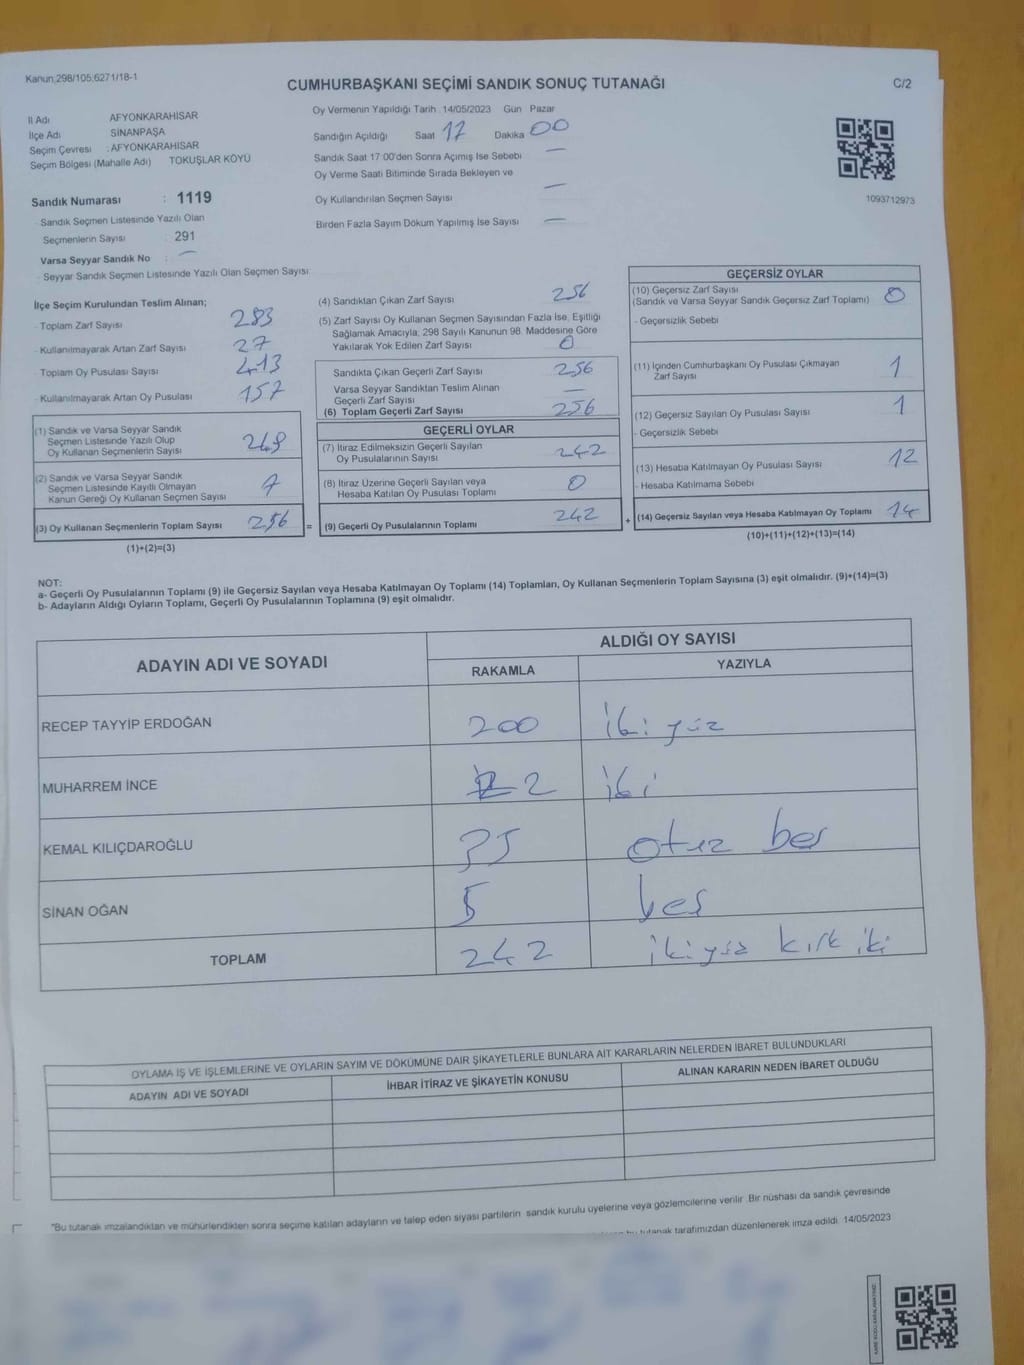 Kanun;298/105;6271/18-1
CUMHURBAŞKANI SEÇİMİ SANDIK SONUÇ TUTANAĞI
C/2
İl Adı AFYONKARAHİSAR
İlçe Adı SİNANPAŞA
Seçim Çevresi : AFYONKARAHİSAR
Seçim Bölgesi (Mahalle Adı) TOKUŞLAR KÖYÜ
Oy Vermenin Yapıldığı Tarih :14/05/2023 Gün Pazar
Sandığın Açıldığı Saat 17 Dakika 00
Sandık Saat 17:00'den Sonra Açımış İse Sebebi —
Oy Verme Saati Bitiminde Sırada Bekleyen ve
Oy Kullandırılan Seçmen Sayısı —
Birden Fazla Sayım Döküm Yapılmış İse Sayısı —
1093712973
Sandık Numarası : 1119
- Sandık Seçmen Listesinde Yazılı Olan
Seçmenlerin Sayısı : 291
Varsa Seyyar Sandık No : —
- Seyyar Sandık Seçmen Listesinde Yazılı Olan Seçmen Sayısı:
İlçe Seçim Kurulundan Teslim Alınan;
- Toplam Zarf Sayısı 283
- Kullanılmayarak Artan Zarf Sayısı 27
- Toplam Oy Pusulası Sayısı 413
- Kullanılmayarak Artan Oy Pusulası 157
(1) Sandık ve Varsa Seyyar Sandık
Seçmen Listesinde Yazılı Olup
Oy Kullanan Seçmenlerin Sayısı 249
(2) Sandık ve Varsa Seyyar Sandık
Seçmen Listesinde Kayıtlı Olmayan
Kanun Gereği Oy Kullanan Seçmen Sayısı 7
(3) Oy Kullanan Seçmenlerin Toplam Sayısı 256 =
(1)+(2)=(3)
(4) Sandıktan Çıkan Zarf Sayısı 256
(5) Zarf Sayısı Oy Kullanan Seçmen Sayısından Fazla İse, Eşitliği
Sağlamak Amacıyla; 298 Sayılı Kanunun 98. Maddesine Göre
Yakılarak Yok Edilen Zarf Sayısı 0
Sandıkta Çıkan Geçerli Zarf Sayısı 256
Varsa Seyyar Sandıktan Teslim Alınan
Geçerli Zarf Sayısı —
(6) Toplam Geçerli Zarf Sayısı 256
GEÇERLİ OYLAR
(7) İtiraz Edilmeksizin Geçerli Sayılan
Oy Pusulalarının Sayısı 242
(8) İtiraz Üzerine Geçerli Sayılan veya
Hesaba Katılan Oy Pusulası Toplamı 0
(9) Geçerli Oy Pusulalarının Toplamı 242 +
GEÇERSİZ OYLAR
(10) Geçersiz Zarf Sayısı
(Sandık ve Varsa Seyyar Sandık Geçersiz Zarf Toplamı) 0
- Geçersizlik Sebebi
(11) İçinden Cumhurbaşkanı Oy Pusulası Çıkmayan
Zarf Sayısı 1
(12) Geçersiz Sayılan Oy Pusulası Sayısı 1
- Geçersizlik Sebebi
(13) Hesaba Katılmayan Oy Pusulası Sayısı 12
- Hesaba Katılmama Sebebi
(14) Geçersiz Sayılan veya Hesaba Katılmayan Oy Toplamı 14
(10)+(11)+(12)+(13)=(14)
NOT:
a- Geçerli Oy Pusulalarının Toplamı (9) ile Geçersiz Sayılan veya Hesaba Katılmayan Oy Toplamı (14) Toplamları, Oy Kullanan Seçmenlerin Toplam Sayısına (3) eşit olmalıdır. (9)+(14)=(3)
b- Adayların Aldığı Oyların Toplamı, Geçerli Oy Pusulalarının Toplamına (9) eşit olmalıdır.
ADAYIN ADI VE SOYADI
ALDIĞI OY SAYISI
RAKAMLA YAZIYLA
RECEP TAYYİP ERDOĞAN 200 iki yüz
MUHARREM İNCE 2 iki
KEMAL KILIÇDAROĞLU 35 otuz beş
SİNAN OĞAN 5 beş
TOPLAM 242 iki yüz kırk iki
OYLAMA İŞ VE İŞLEMLERİNE VE OYLARIN SAYIM VE DÖKÜMÜNE DAİR ŞİKAYETLERLE BUNLARA AİT KARARLARIN NELERDEN İBARET BULUNDUKLARI
ADAYIN ADI VE SOYADI İHBAR İTİRAZ VE ŞİKAYETİN KONUSU ALINAN KARARIN NEDEN İBARET OLDUĞU
"Bu tutanak imzalandıktan ve mühürlendikten sonra seçime katılan adayların ve talep eden siyasi partilerin sandık kurulu üyelerine veya gözlemcilerine verilir .Bir nüshası da sandık çevresinde
bu tutanak tarafımızdan düzenlenerek imza edildi. 14/05/2023